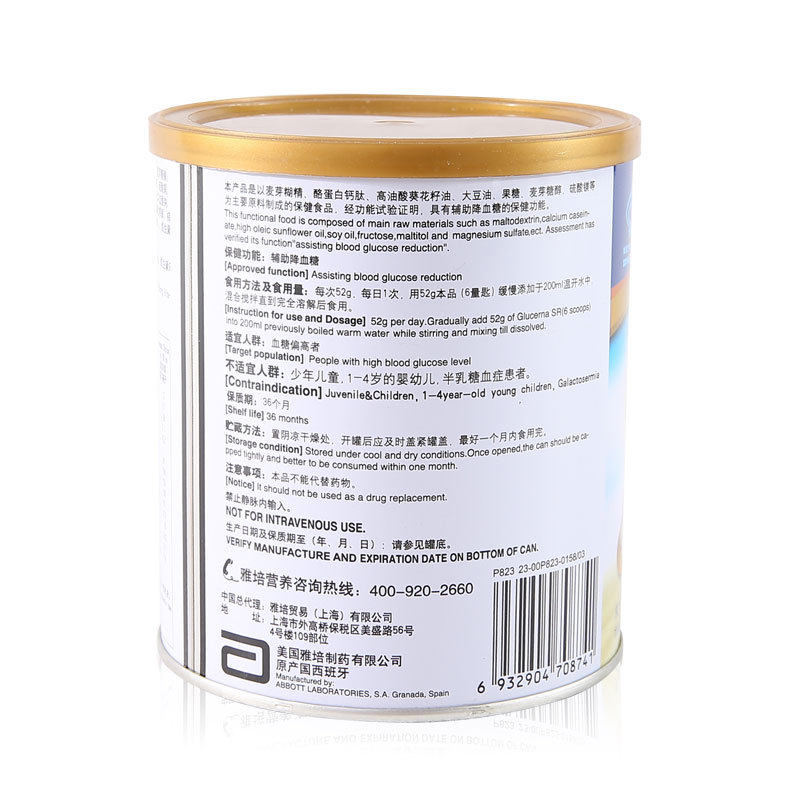 本产品是以麦芽糊精、酪蛋白钙肽、高油酸葵花籽油、大豆油、果糖、麦芽糖醇、硫酸镁等
为主要原料制成的保健食品，经功能试验证明，具有辅助降血糖的保健功能。
This functional food is composed of main raw materials such as maltodextrin,calcium casein-
ate,high oleic sunflower oil,soy oil,fructose,maltitol and magnesium sulfate,ect. Assessment has
verified its function"assisting blood glucose reduction".
保健功能：辅助降血糖
[Approved function] Assisting blood glucose reduction
食用方法及食用量：每次52g，每日1次，用52g本品（6量匙）缓慢添加于200ml温开水中
混合搅拌直到完全溶解后食用。
[Instruction for use and Dosage] 52g per day.Gradually add 52g of Glucerna SR(6 scoops)
into 200ml previously boiled warm water while stirring and mixing till dissolved.
适宜人群：血糖偏高者
[Target population] People with high blood glucose level
不适宜人群：少年儿童，1-4岁的婴幼儿，半乳糖血症患者。
[Contraindication] Juvenile&Children, 1-4year-old young children, Galactosermia
保质期：36个月
[Shelf life] 36 months
贮藏方法：置阴凉干燥处，开罐后应及时盖紧罐盖，最好一个月内食用完。
[Storage condition] Stored under cool and dry conditions.Once opened,the can should be ca-
pped tightly and better to be consumed within one month.
注意事项：本品不能代替药物。
[Notice] It should not be used as a drug replacement.
禁止静脉内输入。
NOT FOR INTRAVENOUS USE.
生产日期及保质期至（年、月、日）：请参见罐底。
VERIFY MANUFACTURE AND EXPIRATION DATE ON BOTTOM OF CAN.
P823 23-00P823-0158/03
雅培营养咨询热线：400-920-2660
中国总代理：雅培贸易（上海）有限公司
地 址：上海市外高桥保税区美盛路56号
4号楼109部位
美国雅培制药有限公司
原产国西班牙
Manufactured by:
ABBOTT LABORATORIES, S.A. Granada, Spain
6 932904 708741